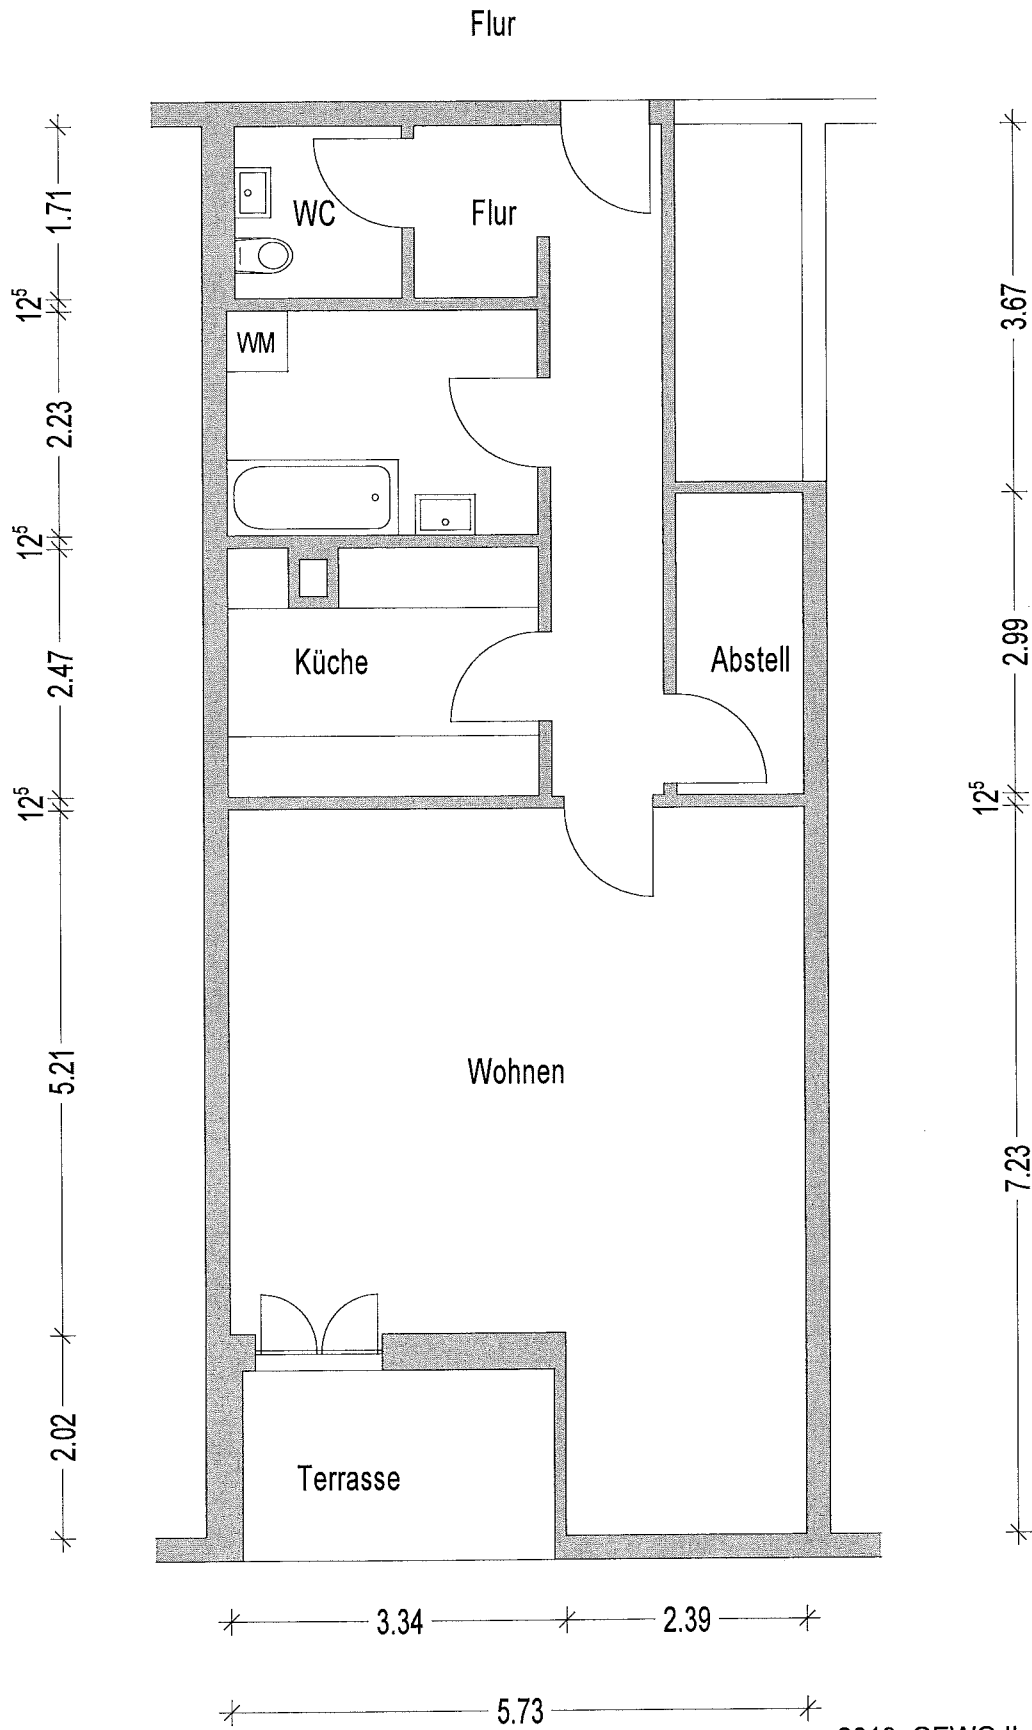 Flur
WC
Flur
WM
Küche
Abstell
Wohnen
Terrasse
1.71
12⁵
2.23
12⁵
2.47
12⁵
5.21
2.02
3.67
2.99
12⁵
7.23
3.34
2.39
5.73